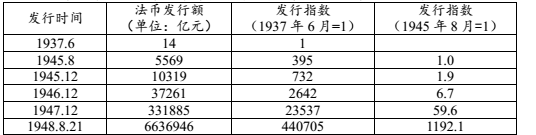 发行时间 法币发行额（单位：亿元） 发行指数（1937 年 6 月=1） 发行指数（1945 年 8 月=1）
1937.6 14 1
1945.8 5569 395 1.0
1945.12 10319 732 1.9
1946.12 37261 2642 6.7
1947.12 331885 23537 59.6
1948.8.21 6636946 440705 1192.1